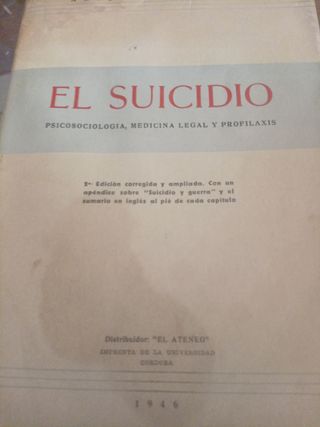 EL SUICIDIO
PSICOSOCIOLOGIA, MEDICINA LEGAL Y PROFILAXIS
2ª Edición corregida y ampliada. Con un
apéndice sobre "Suicidio y guerra" y el
sumario en inglés al pié de cada capítulo
Distribuidor: "EL ATENEO"
IMPRENTA DE LA UNIVERSIDAD
CORDOBA
1946